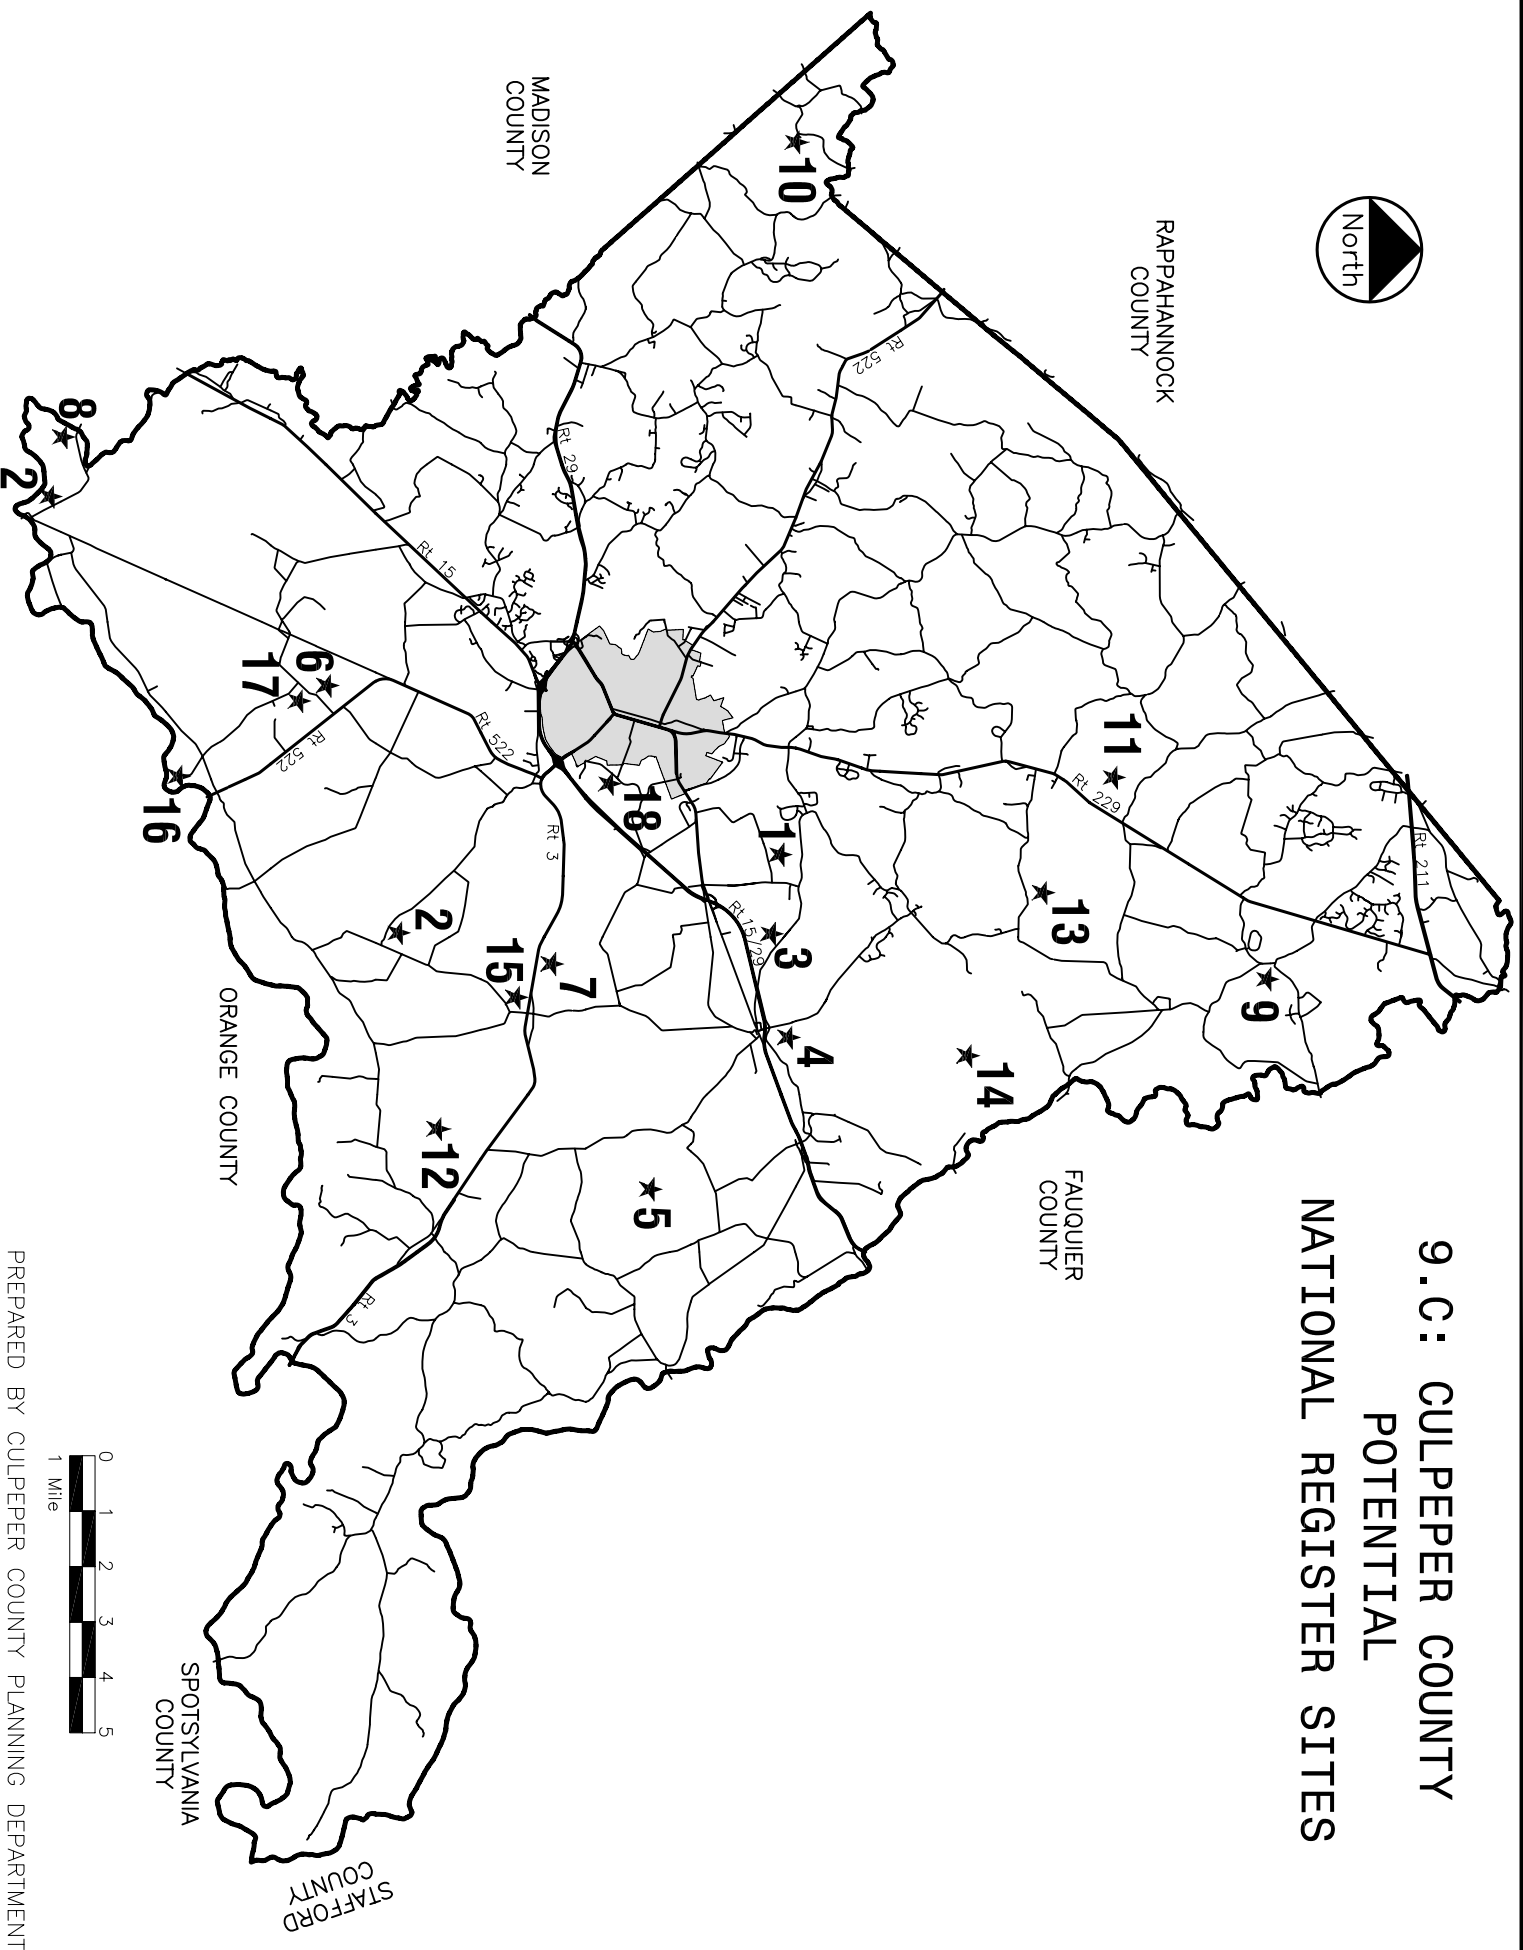 9.C: CULPEPER COUNTY
POTENTIAL
NATIONAL REGISTER SITES
North
RAPPAHANNOCK
COUNTY
MADISON
COUNTY
FAUQUIER
COUNTY
ORANGE COUNTY
SPOTSYLVANIA
COUNTY
STAFFORD
COUNTY
Rt 211
Rt 229
Rt 522
Rt 29
Rt 15/29
Rt 15
Rt 522
Rt 522
Rt 3
Rt 3
10
11
9
13
14
1
3
4
18
5
7
15
2
12
6
17
16
8
2
0 1 2 3 4 5
1 Mile
PREPARED BY CULPEPER COUNTY PLANNING DEPARTMENT